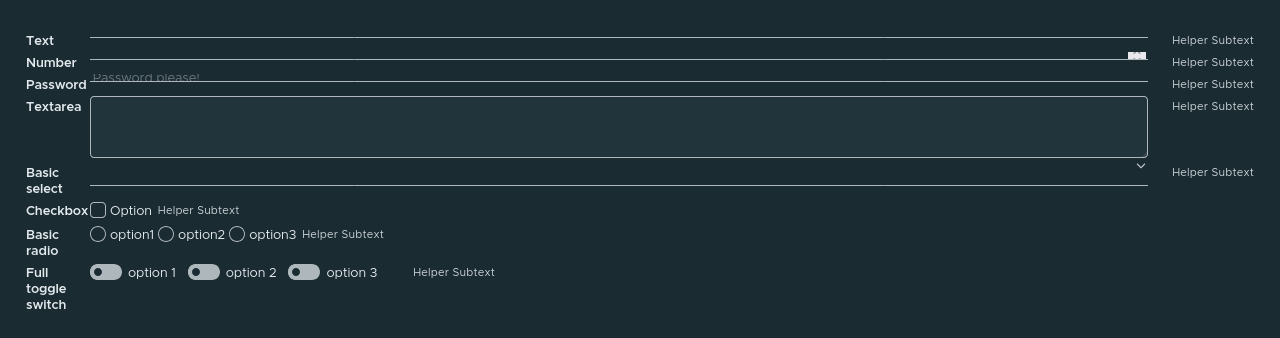 Text Helper Subtext
Number Helper Subtext
Password please!
Password Helper Subtext
Textarea Helper Subtext
Basic Helper Subtext
select
Checkbox Option Helper Subtext
Basic option1 option2 option3 Helper Subtext
radio
Full option 1 option 2 option 3 Helper Subtext
toggle
switch